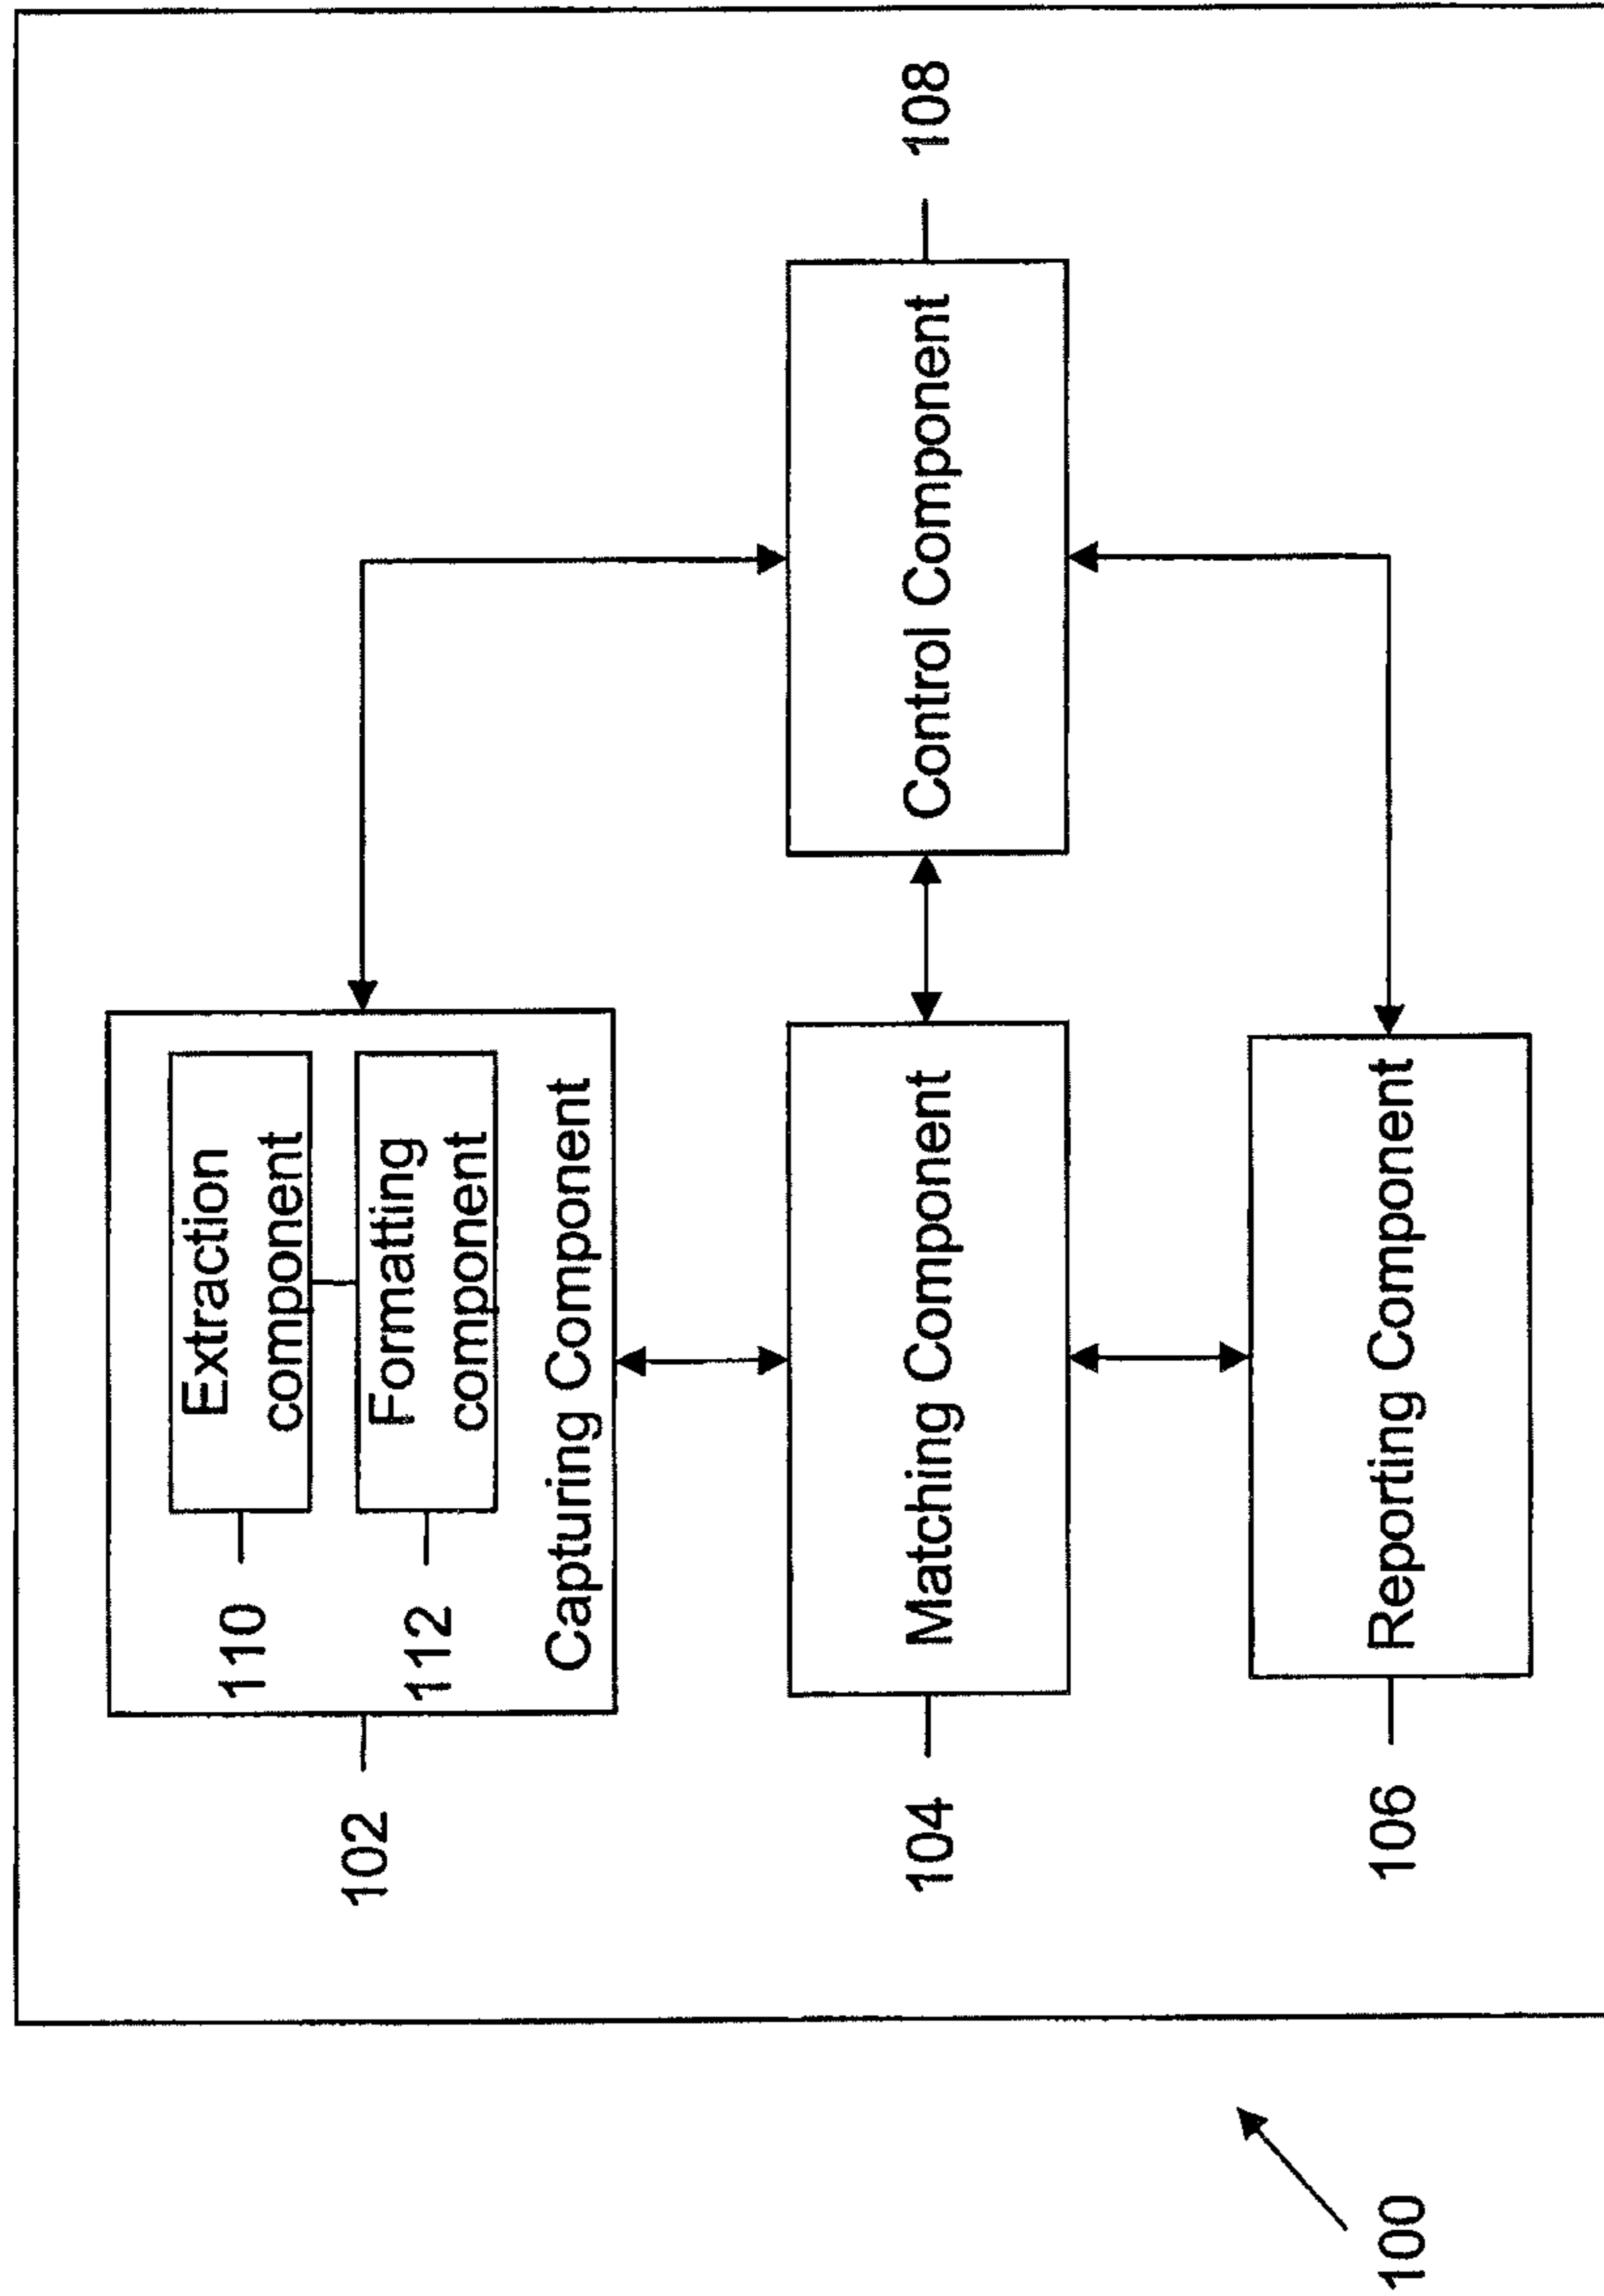 110
Extraction
component
112
Formatting
component
Capturing Component
102
104
Matching Component
Control Component
108
106
Reporting Component
100